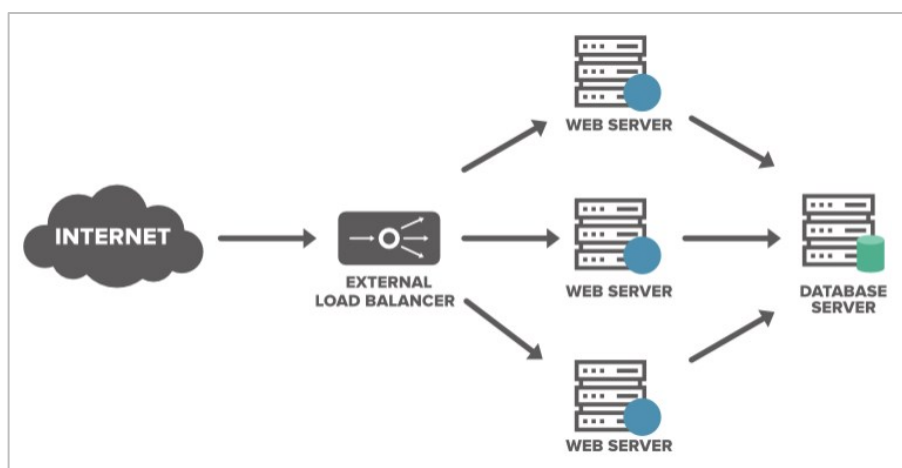 INTERNET
EXTERNAL
LOAD BALANCER
WEB SERVER
WEB SERVER
WEB SERVER
DATABASE
SERVER